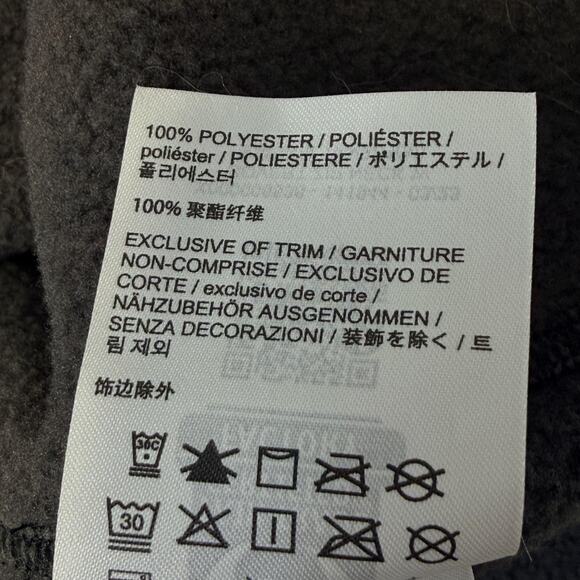 100% POLYESTER / POLIÉSTER /
poliéster / POLIESTERE / ポリエステル /
폴리에스터
100% 聚酯纤维
EXCLUSIVE OF TRIM / GARNITURE
NON-COMPRISE / EXCLUSIVO DE
CORTE / exclusivo de corte /
NÄHZUBEHÖR AUSGENOMMEN /
SENZA DECORAZIONI / 装飾を除く / 트
림 제외
饰边除外
30C
30